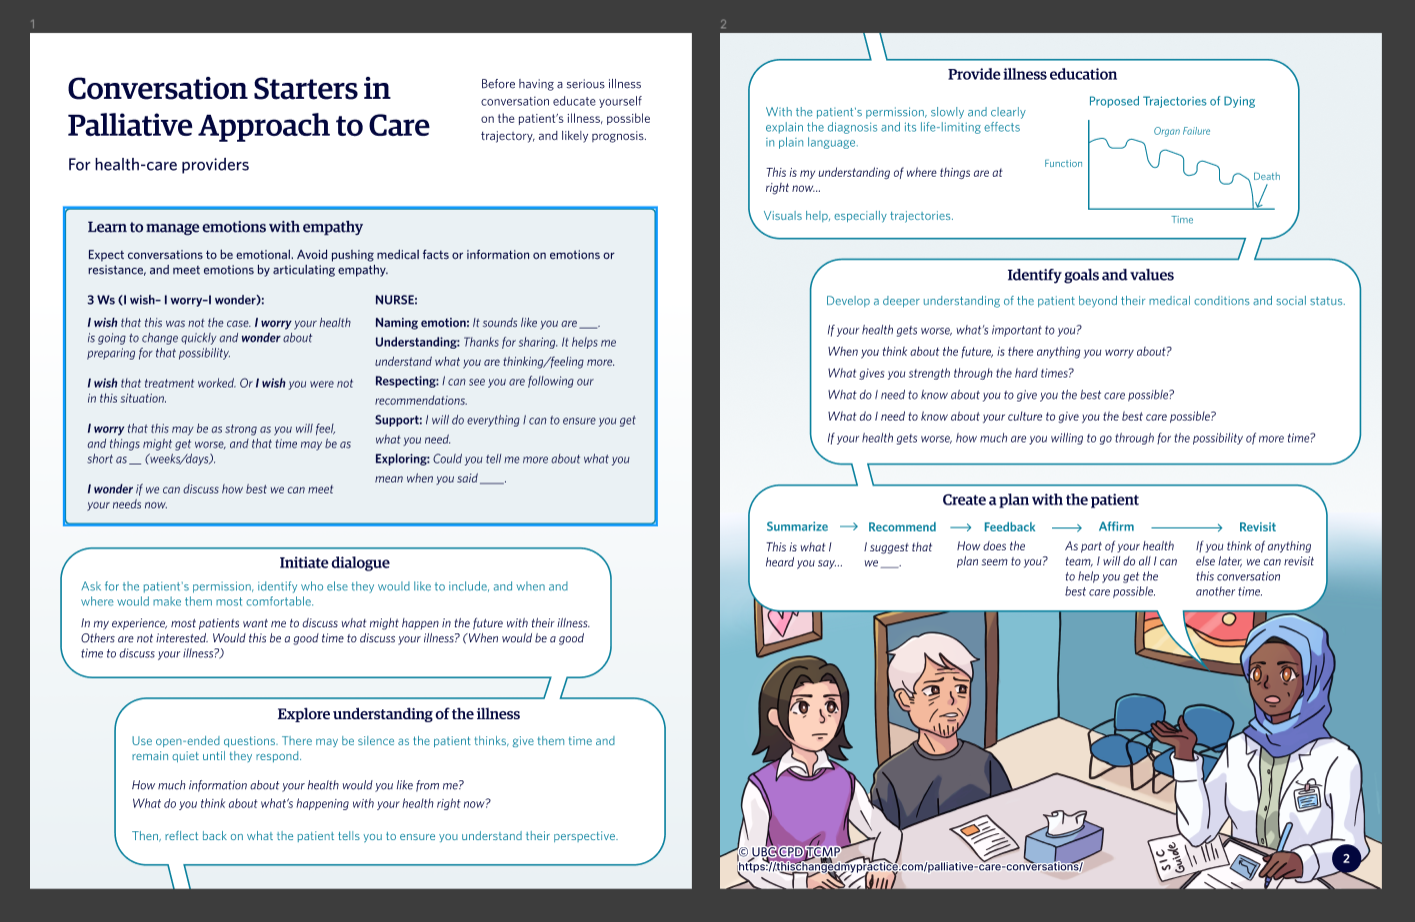 1
Conversation Starters in
Palliative Approach to Care
For health-care providers
Before having a serious illness
conversation educate yourself
on the patient's illness, possible
trajectory, and likely prognosis.
Learn to manage emotions with empathy
Expect conversations to be emotional. Avoid pushing medical facts or information on emotions or
resistance, and meet emotions by articulating empathy.
3 Ws (I wish– I worry–I wonder):
I wish that this was not the case. I worry your health
is going to change quickly and wonder about
preparing for that possibility.
I wish that treatment worked. Or I wish you were not
in this situation.
I worry that this may be as strong as you will feel,
and things might get worse, and that time may be as
short as __ (weeks/days).
I wonder if we can discuss how best we can meet
your needs now.
NURSE:
Naming emotion: It sounds like you are ___.
Understanding: Thanks for sharing. It helps me
understand what you are thinking/feeling more.
Respecting: I can see you are following our
recommendations.
Support: I will do everything I can to ensure you get
what you need.
Exploring: Could you tell me more about what you
mean when you said ____.
Initiate dialogue
Ask for the patient's permission, identify who else they would like to include, and when and
where would make them most comfortable.
In my experience, most patients want me to discuss what might happen in the future with their illness.
Others are not interested. Would this be a good time to discuss your illness? (When would be a good
time to discuss your illness?)
Explore understanding of the illness
Use open-ended questions. There may be silence as the patient thinks, give them time and
remain quiet until they respond.
How much information about your health would you like from me?
What do you think about what's happening with your health right now?
Then, reflect back on what the patient tells you to ensure you understand their perspective.
2
Provide illness education
With the patient's permission, slowly and clearly
explain the diagnosis and its life-limiting effects
in plain language.
This is my understanding of where things are at
right now...
Visuals help, especially trajectories.
Proposed Trajectories of Dying
Organ Failure
Function
Death
Time
Identify goals and values
Develop a deeper understanding of the patient beyond their medical conditions and social status.
If your health gets worse, what's important to you?
When you think about the future, is there anything you worry about?
What gives you strength through the hard times?
What do I need to know about you to give you the best care possible?
What do I need to know about your culture to give you the best care possible?
If your health gets worse, how much are you willing to go through for the possibility of more time?
Create a plan with the patient
Summarize → Recommend → Feedback → Affirm → Revisit
This is what I
heard you say...
I suggest that
we ___.
How does the
plan seem to you?
As part of your health
team, I will do all I can
to help you get the
best care possible.
If you think of anything
else later, we can revisit
this conversation
another time.
SIC
Guide
© UBC CPD TCMP
https://thischangedmypractice.com/palliative-care-conversations/
2